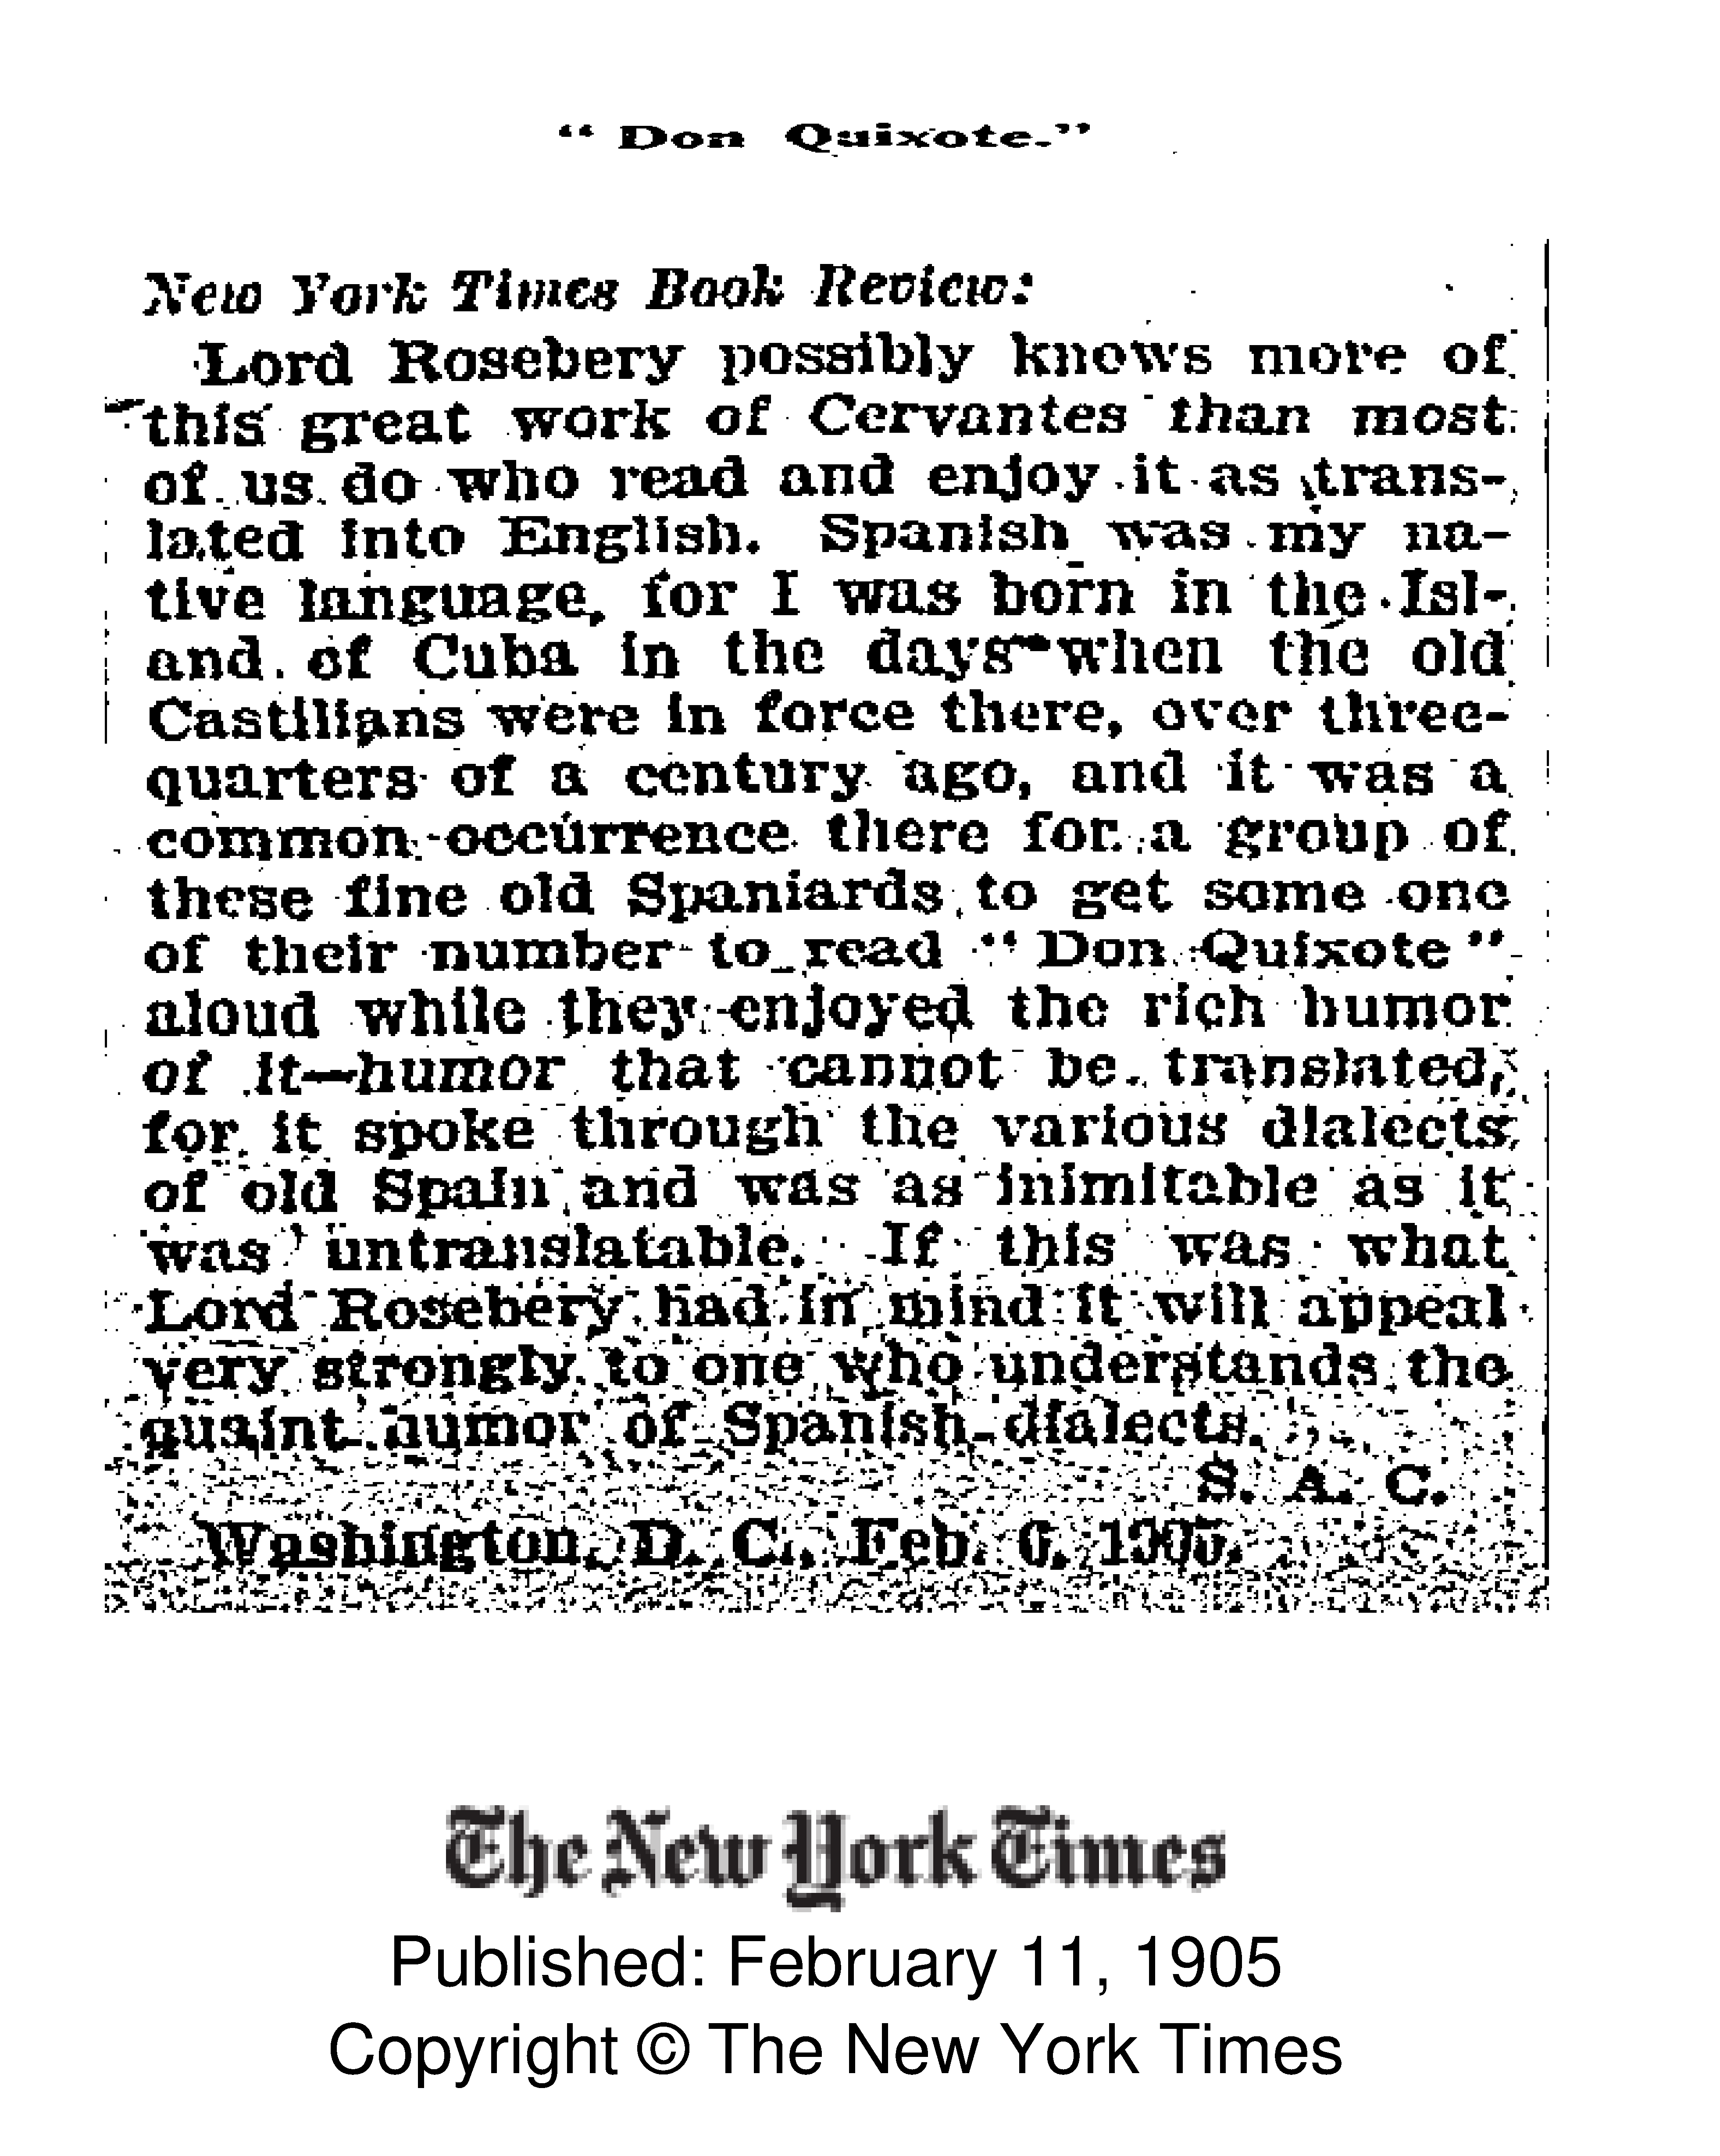 “ Don Quixote.”
New York Times Book Review:
Lord Rosebery possibly knows more of
this great work of Cervantes than most
of us do who read and enjoy it as trans-
lated into English. Spanish was my na-
tive language, for I was born in the Isl-
and of Cuba in the days when the old
Castilians were in force there, over three-
quarters of a century ago, and it was a
common occurrence there for a group of
these fine old Spaniards to get some one
of their number to read “ Don Quixote ”
aloud while they enjoyed the rich humor
of it—humor that cannot be translated,
for it spoke through the various dialects
of old Spain and was as inimitable as it
was untranslatable. If this was what
Lord Rosebery had in mind it will appeal
very strongly to one who understands the
quaint humor of Spanish dialects.
S. A. C.
Washington, D. C., Feb. 6, 1905.
The New York Times
Published: February 11, 1905
Copyright © The New York Times